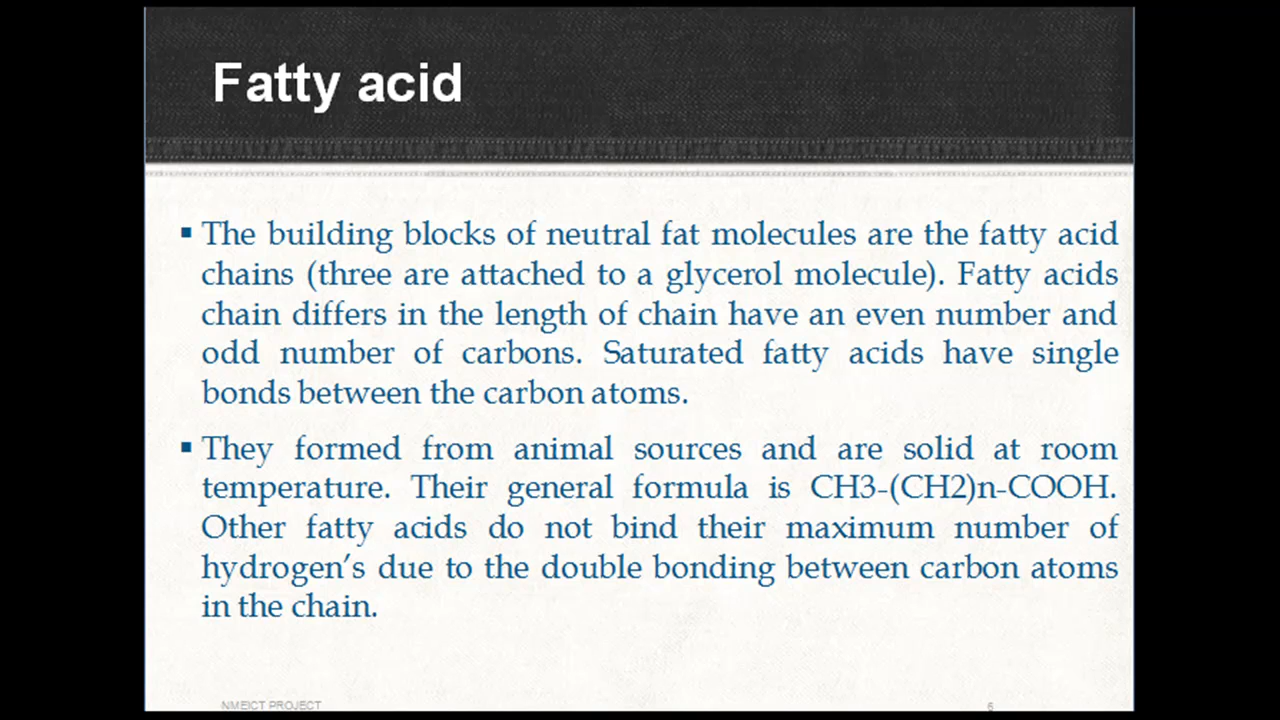 Fatty acid
▪ The building blocks of neutral fat molecules are the fatty acid
chains (three are attached to a glycerol molecule). Fatty acids
chain differs in the length of chain have an even number and
odd number of carbons. Saturated fatty acids have single
bonds between the carbon atoms.
▪ They formed from animal sources and are solid at room
temperature. Their general formula is CH3-(CH2)n-COOH.
Other fatty acids do not bind their maximum number of
hydrogen's due to the double bonding between carbon atoms
in the chain.
NMEICT PROJECT 6